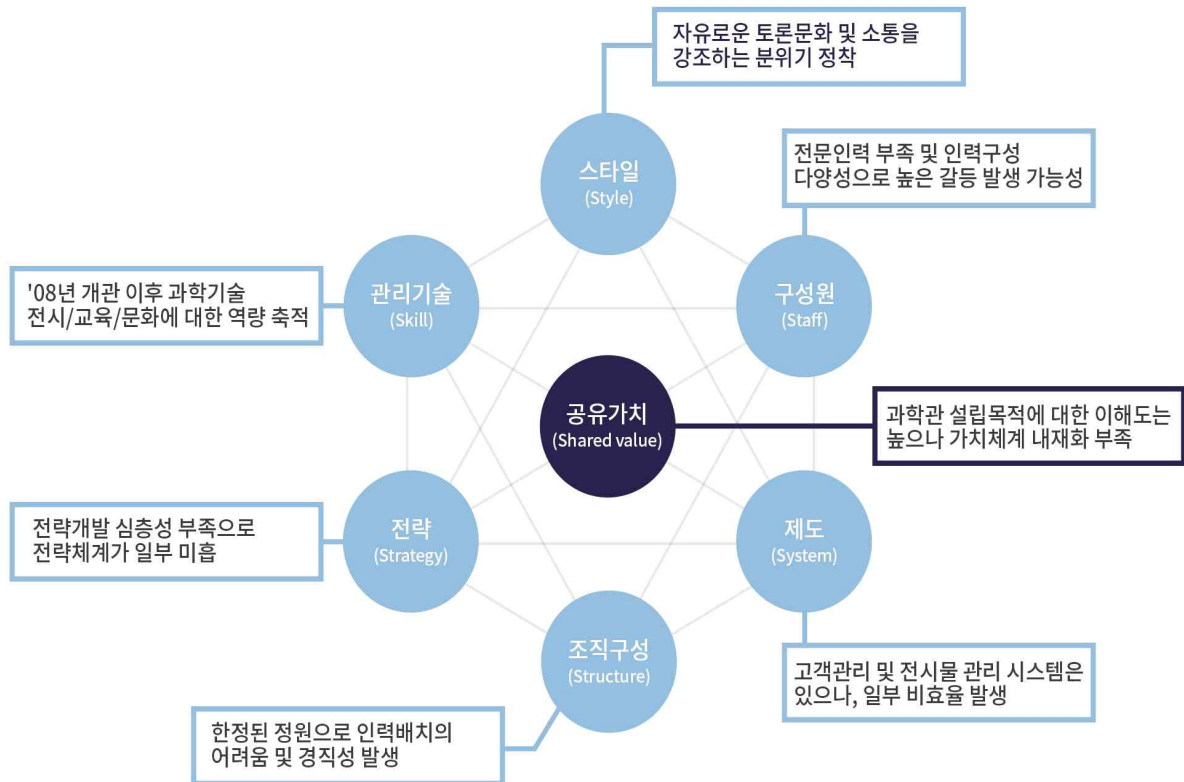 자유로운 토론문화 및 소통을
강조하는 분위기 정착
스타일
(Style)
전문인력 부족 및 인력구성
다양성으로 높은 갈등 발생 가능성
'08년 개관 이후 과학기술
전시/교육/문화에 대한 역량 축적
관리기술
(Skill)
구성원
(Staff)
공유가치
(Shared value)
과학관 설립목적에 대한 이해도는
높으나 가치체계 내재화 부족
전략개발 심층성 부족으로
전략체계가 일부 미흡
전략
(Strategy)
제도
(System)
조직구성
(Structure)
고객관리 및 전시물 관리 시스템은
있으나, 일부 비효율 발생
한정된 정원으로 인력배치의
어려움 및 경직성 발생